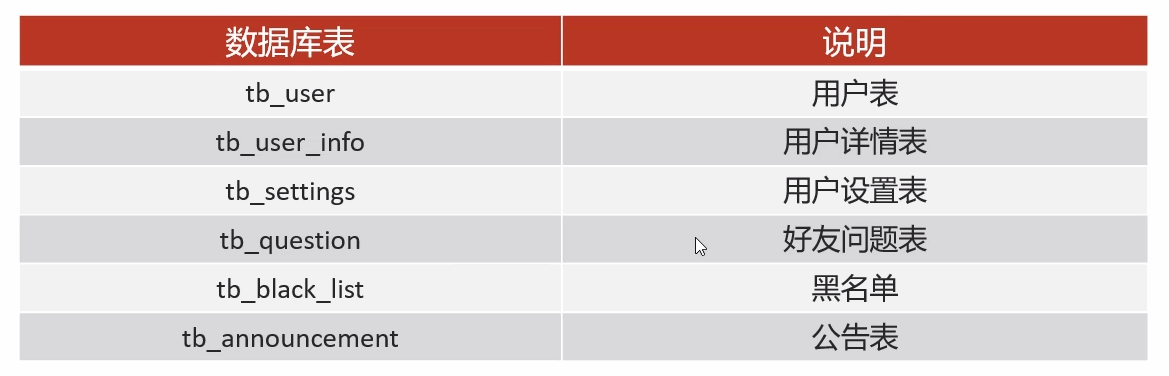 数据库表 说明
tb_user 用户表
tb_user_info 用户详情表
tb_settings 用户设置表
tb_question 好友问题表
tb_black_list 黑名单
tb_announcement 公告表